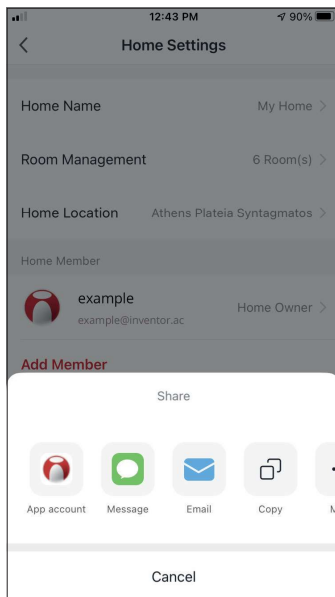 12:43 PM
90%
Home Settings
Home Name My Home
Room Management 6 Room(s)
Home Location Athens Plateia Syntagmatos
Home Member
example
example@inventor.ac
Home Owner
Add Member
Share
App account Message Email Copy
Cancel